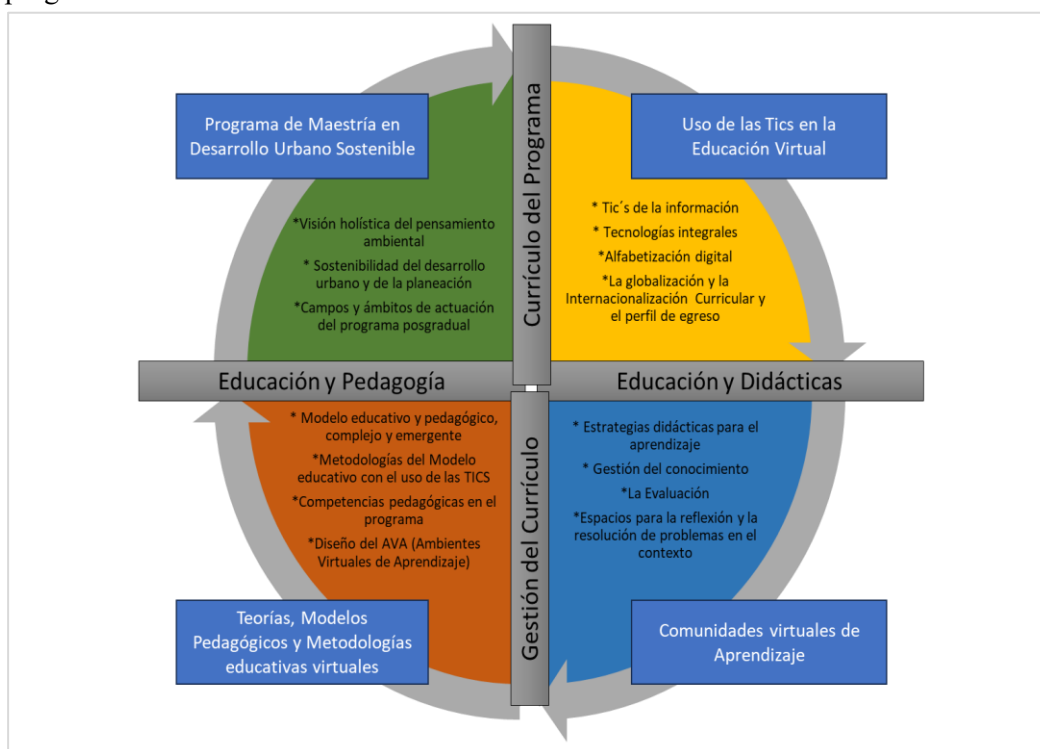 Programa de Maestría en
Desarrollo Urbano Sostenible
Uso de las Tics en la
Educación Virtual
Currículo del Programa
*Visión holística del pensamiento
ambiental
* Sostenibilidad del desarrollo
urbano y de la planeación
*Campos y ámbitos de actuación
del programa posgradual
* Tic´s de la información
* Tecnologías integrales
*Alfabetización digital
*La globalización y la
Internacionalización Curricular y
el perfil de egreso
Educación y Pedagogía
Educación y Didácticas
* Modelo educativo y pedagógico,
complejo y emergente
*Metodologías del Modelo
educativo con el uso de las TICS
*Competencias pedagógicas en el
programa
*Diseño del AVA (Ambientes
Virtuales de Aprendizaje)
Gestión del Currículo
* Estrategias didácticas para el
aprendizaje
* Gestión del conocimiento
*La Evaluación
*Espacios para la reflexión y la
resolución de problemas en el
contexto
Teorías, Modelos
Pedagógicos y Metodologías
educativas virtuales
Comunidades virtuales de
Aprendizaje